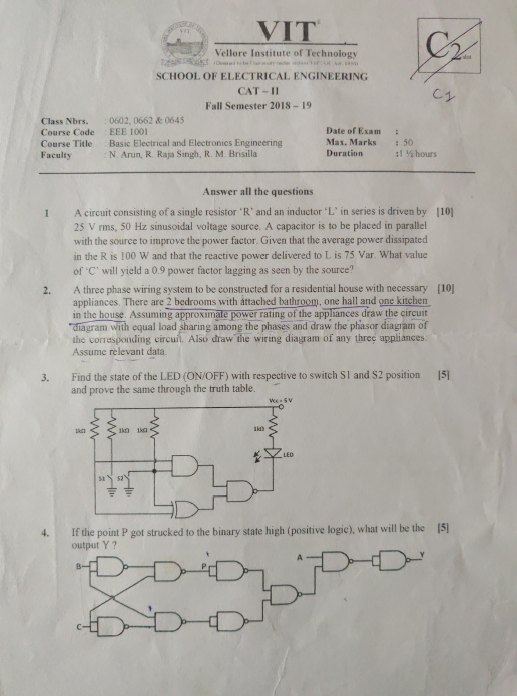 VIT
Vellore Institute of Technology
C2
C1
SCHOOL OF ELECTRICAL ENGINEERING
CAT – II
Fall Semester 2018 – 19
Class Nbrs. : 0602, 0662 & 0645
Course Code : EEE 1001
Date of Exam :
Course Title : Basic Electrical and Electronics Engineering
Max. Marks : 50
Faculty : N. Arun, R. Raja Singh, R. M. Brisilla
Duration : 1 ½ hours
Answer all the questions
1 A circuit consisting of a single resistor 'R' and an inductor 'L' in series is driven by [10]
25 V rms, 50 Hz sinusoidal voltage source. A capacitor is to be placed in parallel
with the source to improve the power factor. Given that the average power dissipated
in the R is 100 W and that the reactive power delivered to L is 75 Var. What value
of 'C' will yield a 0.9 power factor lagging as seen by the source?
2. A three phase wiring system to be constructed for a residential house with necessary [10]
appliances. There are 2 bedrooms with attached bathroom, one hall and one kitchen
in the house. Assuming approximate power rating of the appliances draw the circuit
diagram with equal load sharing among the phases and draw the phasor diagram of
the corresponding circuit. Also draw the wiring diagram of any three appliances.
Assume relevant data.
3. Find the state of the LED (ON/OFF) with respective to switch S1 and S2 position [5]
and prove the same through the truth table.
Vcc= 5 V
1kΩ 1kΩ 1kΩ 1kΩ
LED
S1 S2
4. If the point P got strucked to the binary state high (positive logic), what will be the [5]
output Y ?
B P A Y
C